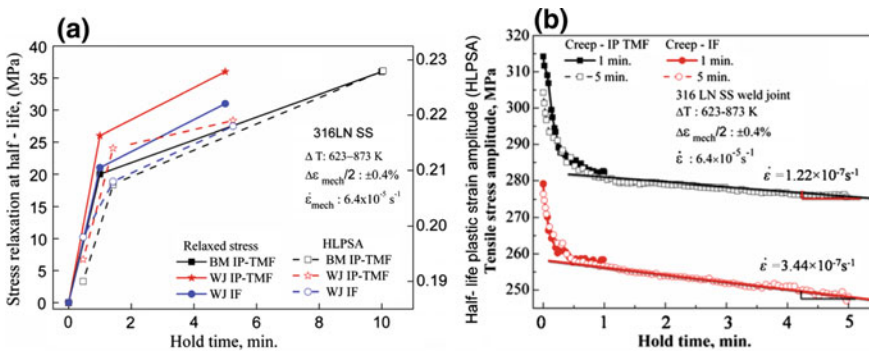 (a)
Stress relaxation at half - life, (MPa)
40
35
30
25
20
15
10
5
0
0.23
0.22
0.21
0.20
0.19
316LN SS
Δ T: 623–873 K
Δε mech/2 : ±0.4%
ε̇ mech : 6.4x10⁻⁵ s⁻¹
Relaxed stress
BM IP-TMF
WJ IP-TMF
WJ IF
HLPSA
BM IP-TMF
WJ IP-TMF
WJ IF
0
2
4
6
8
10
Hold time, min.
Half- life plastic strain amplitude (HLPSA)
(b)
Tensile stress amplitude, MPa
320
310
300
290
280
270
260
250
Creep - IP TMF
1 min.
5 min.
Creep - IF
1 min.
5 min.
316 LN SS weld joint
ΔT : 623-873 K
Δε mech/2 : ±0.4%
ε̇ : 6.4x10⁻⁵ s⁻¹
ε̇ =1.22×10⁻⁷s⁻¹
ε̇ =3.44×10⁻⁷s⁻¹
0
1
2
3
4
5
Hold time, min.